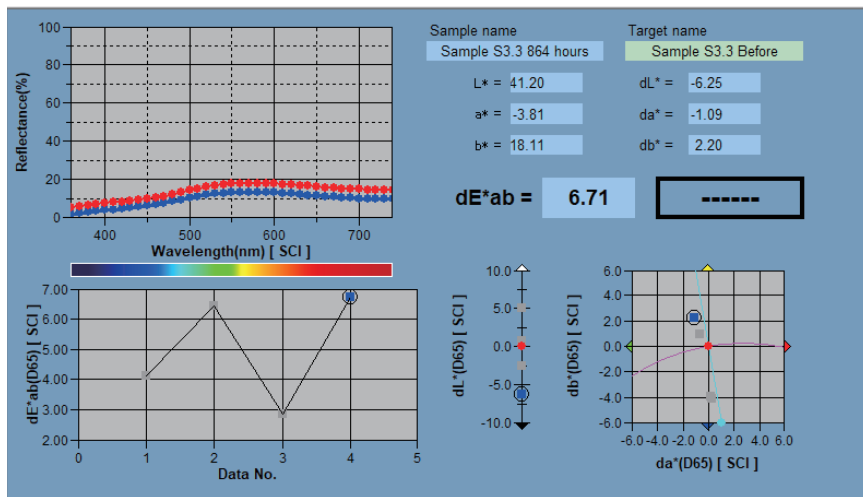 Sample name
Target name
Sample S3.3 864 hours
Sample S3.3 Before
L* = 41.20
dL* = -6.25
a* = -3.81
da* = -1.09
b* = 18.11
db* = 2.20
dE*ab = 6.71
------
Reflectance(%)
100
80
60
40
20
0
400 500 600 700
Wavelength(nm) [ SCI ]
dE*ab(D65) [ SCI ]
7.00
6.00
5.00
4.00
3.00
2.00
0 1 2 3 4 5
Data No.
dL*(D65) [ SCI ]
10.0
5.0
0.0
-5.0
-10.0
db*(D65) [ SCI ]
6.0
4.0
2.0
0.0
-2.0
-4.0
-6.0
-6.0 -4.0 -2.0 0.0 2.0 4.0 6.0
da*(D65) [ SCI ]